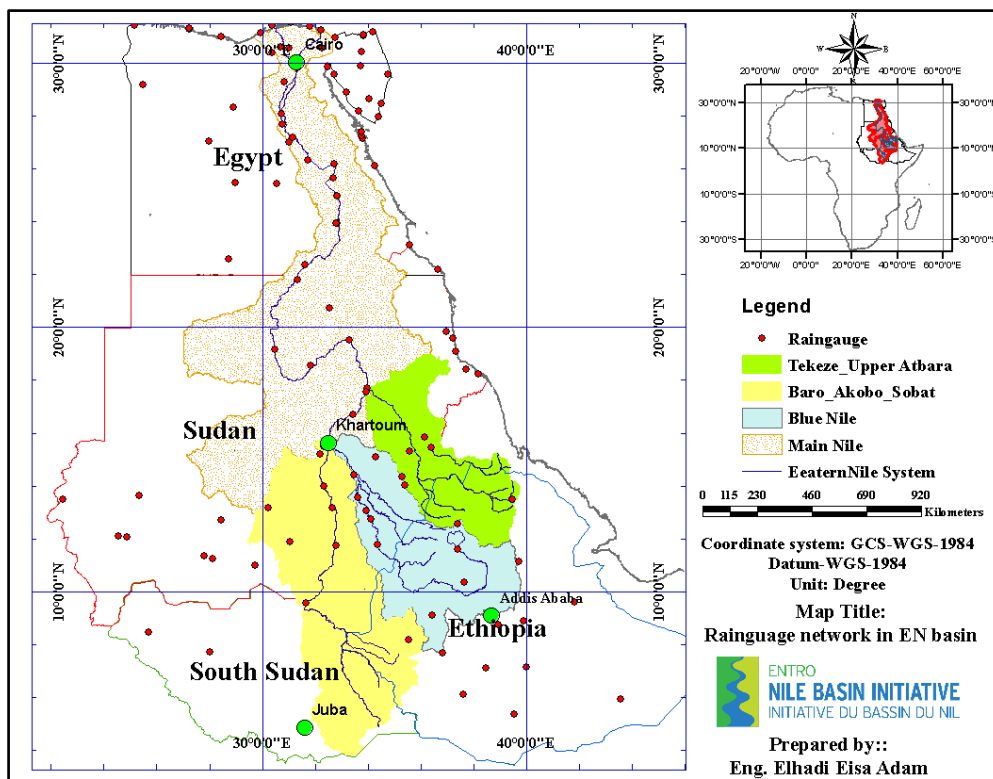 30°0'0"E
40°0'0"E
30°0'0"N
20°0'0"N
10°0'0"N
30°0'0"N
20°0'0"N
10°0'0"N
30°0'0"E
40°0'0"E
Cairo
Egypt
Sudan
Khartoum
Addis Ababa
Ethiopia
South Sudan
Juba
N
W
E
S
20°0'0"W
0°0'0"
20°0'0"E
40°0'0"E
60°0'0"E
30°0'0"N
10°0'0"N
10°0'0"S
30°0'0"S
30°0'0"N
10°0'0"N
10°0'0"S
30°0'0"S
20°0'0"W
0°0'0"
20°0'0"E
40°0'0"E
60°0'0"E
Legend
Raingauge
Tekeze_Upper Atbara
Baro_Akobo_Sobat
Blue Nile
Main Nile
EeaternNile System
0 115 230 460 690 920
Kilometers
Coordinate system: GCS-WGS-1984
Datum-WGS-1984
Unit: Degree
Map Title:
Rainguage network in EN basin
ENTRO
NILE BASIN INITIATIVE
INITIATIVE DU BASSIN DU NIL
Prepared by::
Eng. Elhadi Eisa Adam